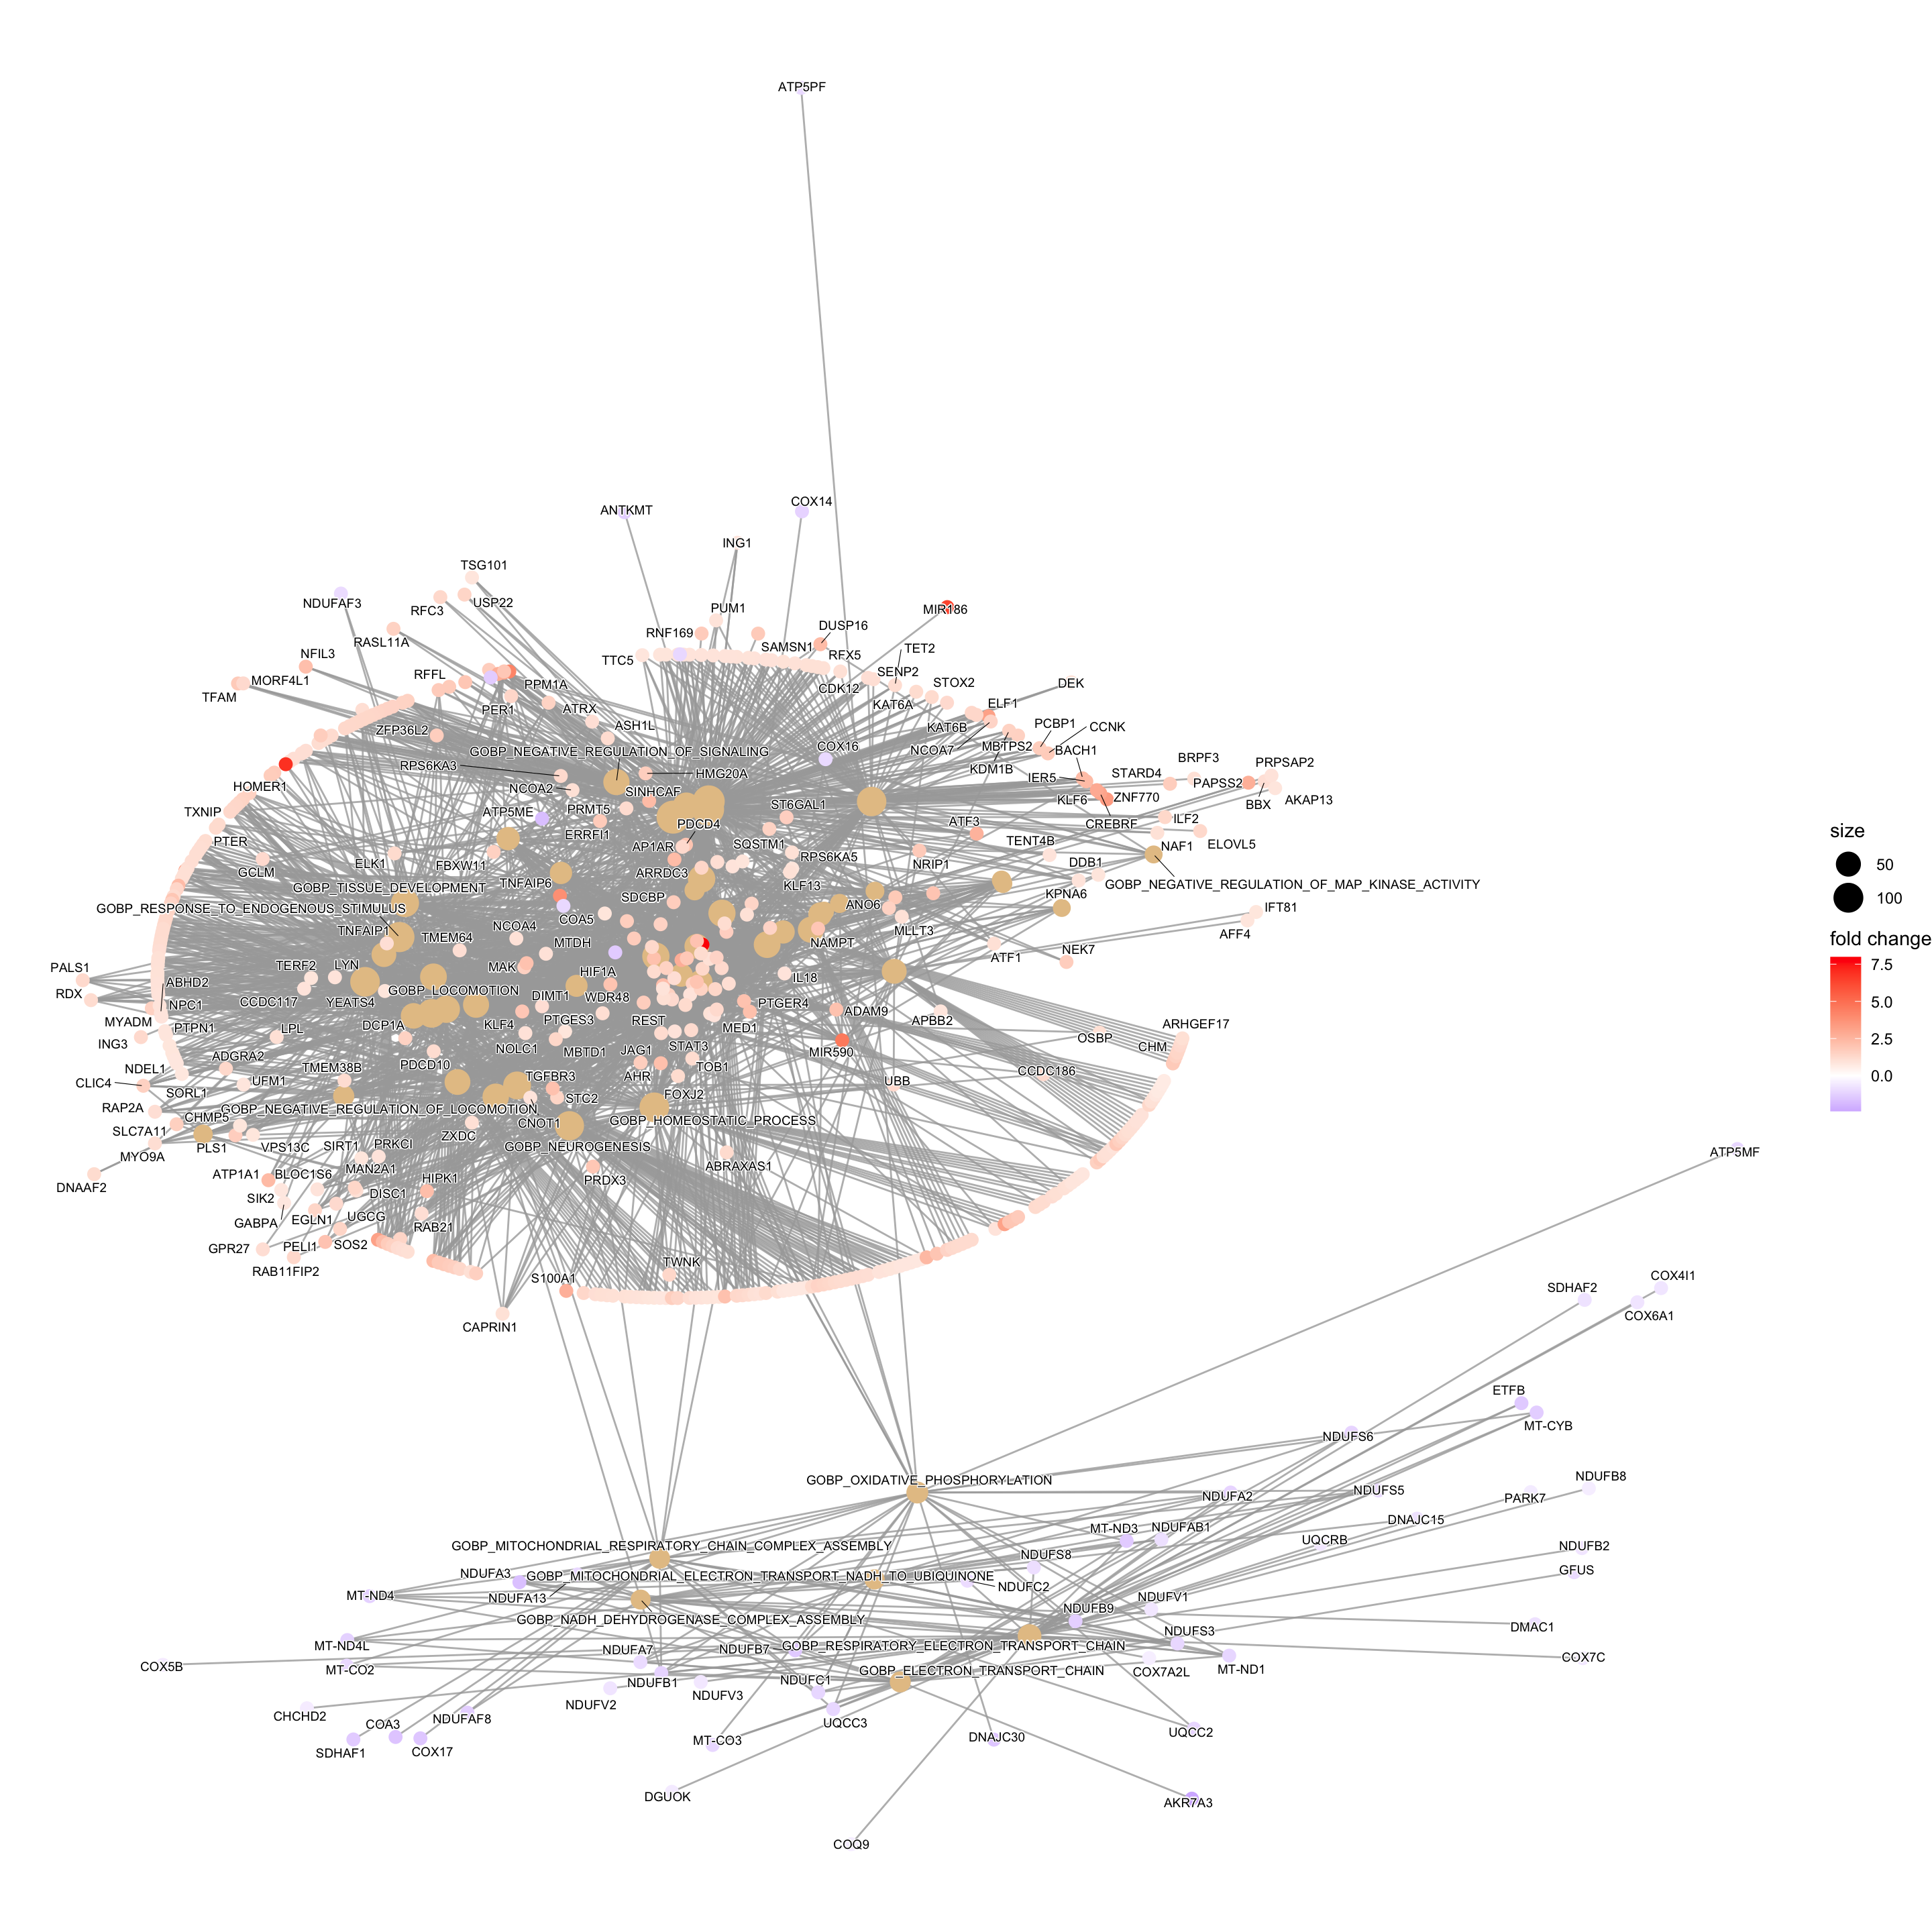 ATP5PF
ANTKMT
COX14
ING1
TSG101
NDUFAF3
RFC3
USP22
MIR186
PUM1
RNF169
DUSP16
RASL11A
SAMSN1
RFX5
TET2
NFIL3
TTC5
SENP2
RFFL
MORF4L1
STOX2
DEK
TFAM
PPM1A
CDK12
KAT6A
ELF1
PER1
ATRX
ASH1L
PCBP1
CCNK
ZFP36L2
KAT6B
COX16
MBTPS2
NCOA7
BACH1
GOBP_NEGATIVE_REGULATION_OF_SIGNALING
BRPF3
PRPSAP2
RPS6KA3
HMG20A
KDM1B
IER5
STARD4
PAPSS2
HOMER1
NCOA2
SINHCAF
KLF6
ZNF770
BBX
AKAP13
TXNIP
ATP5ME
PRMT5
ST6GAL1
PDCD4
CREBRF
ILF2
ATF3
ERRFI1
PTER
AP1AR
SQSTM1
TENT4B
NAF1
ELOVL5
ELK1
FBXW11
RPS6KA5
NRIP1
DDB1
GCLM
ARRDC3
TNFAIP6
KLF13
GOBP_NEGATIVE_REGULATION_OF_MAP_KINASE_ACTIVITY
GOBP_TISSUE_DEVELOPMENT
KPNA6
SDCBP
ANO6
GOBP_RESPONSE_TO_ENDOGENOUS_STIMULUS
IFT81
COA5
NCOA4
TNFAIP1
AFF4
TMEM64
MTDH
NAMPT
MLLT3
NEK7
ATF1
TERF2
LYN
MAK
HIF1A
IL18
PALS1
ABHD2
GOBP_LOCOMOTION
RDX
CCDC117
YEATS4
DIMT1
WDR48
NPC1
PTGER4
ADAM9
MYADM
PTPN1
LPL
DCP1A
KLF4
PTGES3
REST
MED1
APBB2
ARHGEF17
ING3
NOLC1
MBTD1
JAG1
STAT3
MIR590
OSBP
CHM
ADGRA2
PDCD10
NDEL1
TMEM38B
TOB1
CCDC186
CLIC4
UFM1
TGFBR3
AHR
UBB
SORL1
FOXJ2
STC2
RAP2A
CHMP5
GOBP_NEGATIVE_REGULATION_OF_LOCOMOTION
CNOT1
GOBP_HOMEOSTATIC_PROCESS
SLC7A11
ZXDC
PLS1
VPS13C
SIRT1
PRKCI
GOBP_NEUROGENESIS
ATP5MF
MYO9A
MAN2A1
ABRAXAS1
ATP1A1
BLOC1S6
HIPK1
PRDX3
DNAAF2
DISC1
SIK2
EGLN1
UGCG
GABPA
RAB21
GPR27
PELI1
SOS2
RAB11FIP2
TWNK
S100A1
COX4I1
SDHAF2
COX6A1
CAPRIN1
ETFB
MT-CYB
NDUFS6
GOBP_OXIDATIVE_PHOSPHORYLATION
NDUFB8
NDUFS5
NDUFA2
PARK7
DNAJC15
MT-ND3
NDUFAB1
UQCRB
GOBP_MITOCHONDRIAL_RESPIRATORY_CHAIN_COMPLEX_ASSEMBLY
NDUFB2
NDUFS8
NDUFA3
GOBP_MITOCHONDRIAL_ELECTRON_TRANSPORT_NADH_TO_UBIQUINONE
GFUS
NDUFC2
MT-ND4
NDUFA13
NDUFV1
NDUFB9
GOBP_NADH_DEHYDROGENASE_COMPLEX_ASSEMBLY
DMAC1
NDUFS3
MT-ND4L
NDUFA7
NDUFB7
GOBP_RESPIRATORY_ELECTRON_TRANSPORT_CHAIN
COX7C
COX5B
MT-CO2
GOBP_ELECTRON_TRANSPORT_CHAIN
COX7A2L
MT-ND1
NDUFB1
NDUFC1
NDUFV3
NDUFV2
CHCHD2
NDUFAF8
COA3
UQCC3
UQCC2
SDHAF1
COX17
MT-CO3
DNAJC30
DGUOK
AKR7A3
COQ9
size
50
100
fold change
7.5
5.0
2.5
0.0